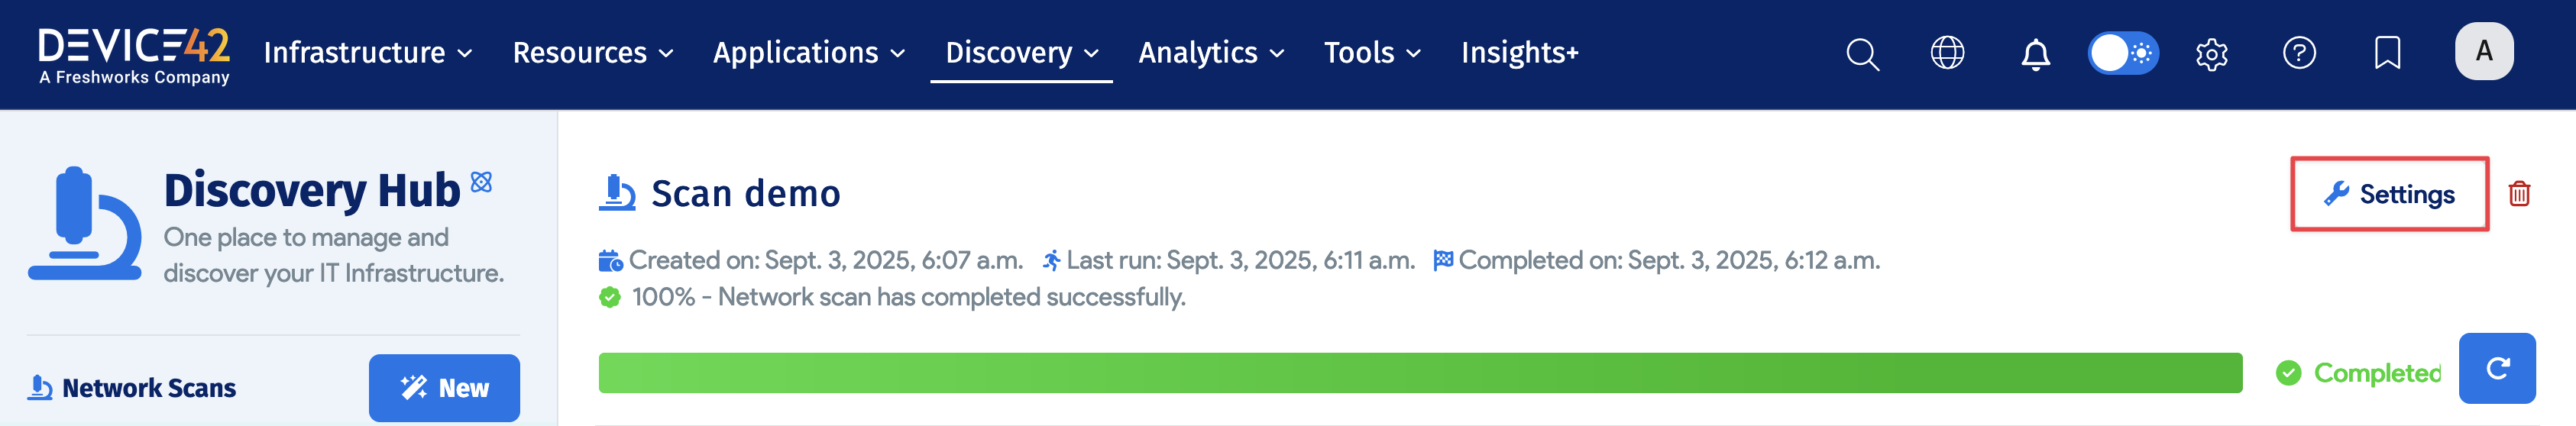 DEVICE42
A Freshworks Company
Infrastructure
Resources
Applications
Discovery
Analytics
Tools
Insights+
A
Discovery Hub
One place to manage and
discover your IT Infrastructure.
Network Scans
New
Scan demo
Settings
Created on: Sept. 3, 2025, 6:07 a.m. Last run: Sept. 3, 2025, 6:11 a.m. Completed on: Sept. 3, 2025, 6:12 a.m.
100% - Network scan has completed successfully.
Completed